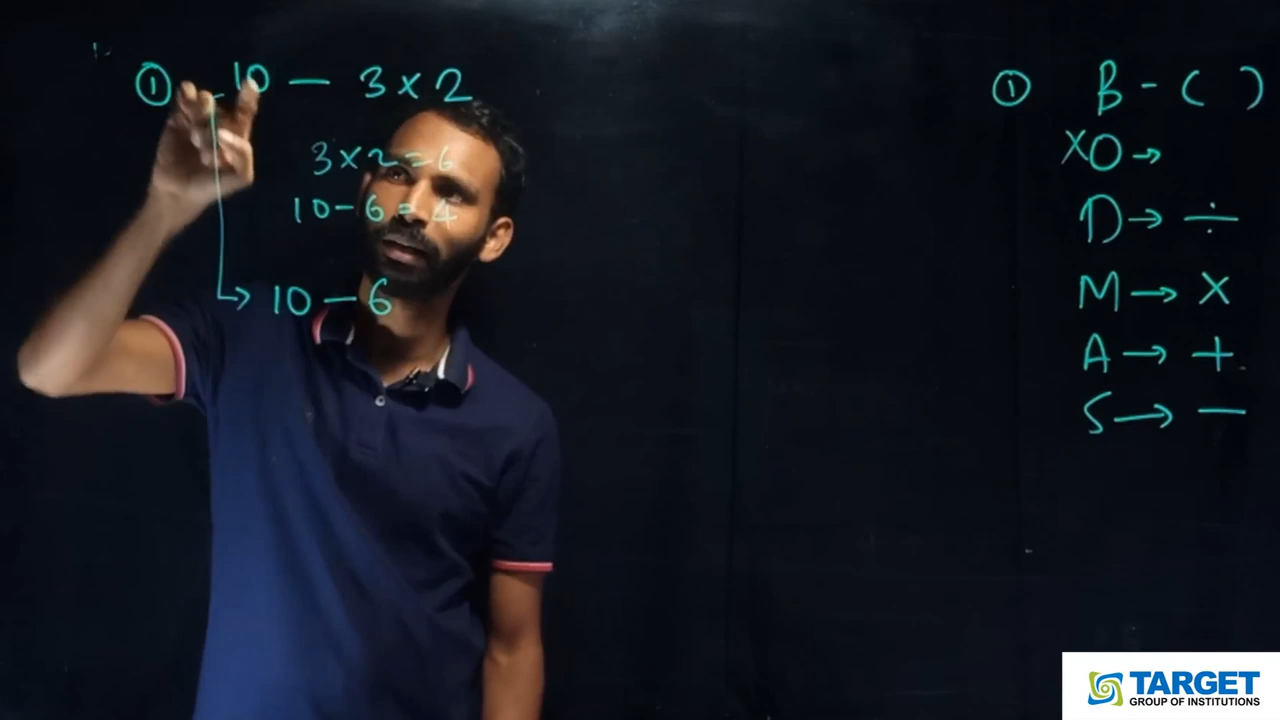 ① 10 − 3 × 2
3 × 2 = 6
10 − 6 = 4
10 − 6
① B - ( )
×O →
D → ÷
M → ×
A → +
S → −
TARGET
GROUP OF INSTITUTIONS